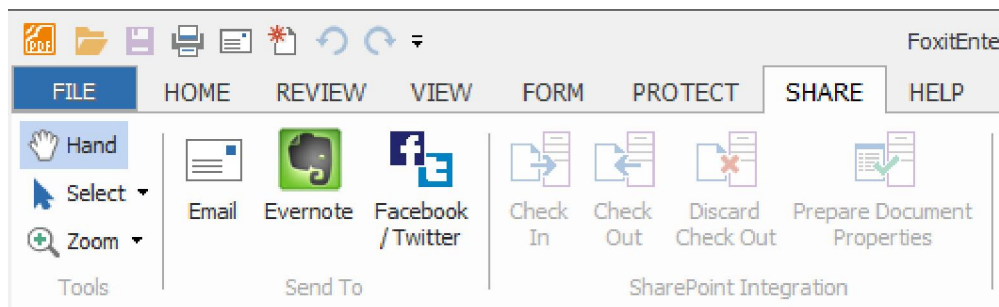 PDF
FoxitEnte
FILE HOME REVIEW VIEW FORM PROTECT SHARE HELP
Hand
Select
Zoom
Tools
Email
Evernote
Facebook
/ Twitter
Send To
Check
In
Check
Out
Discard
Check Out
Prepare Document
Properties
SharePoint Integration